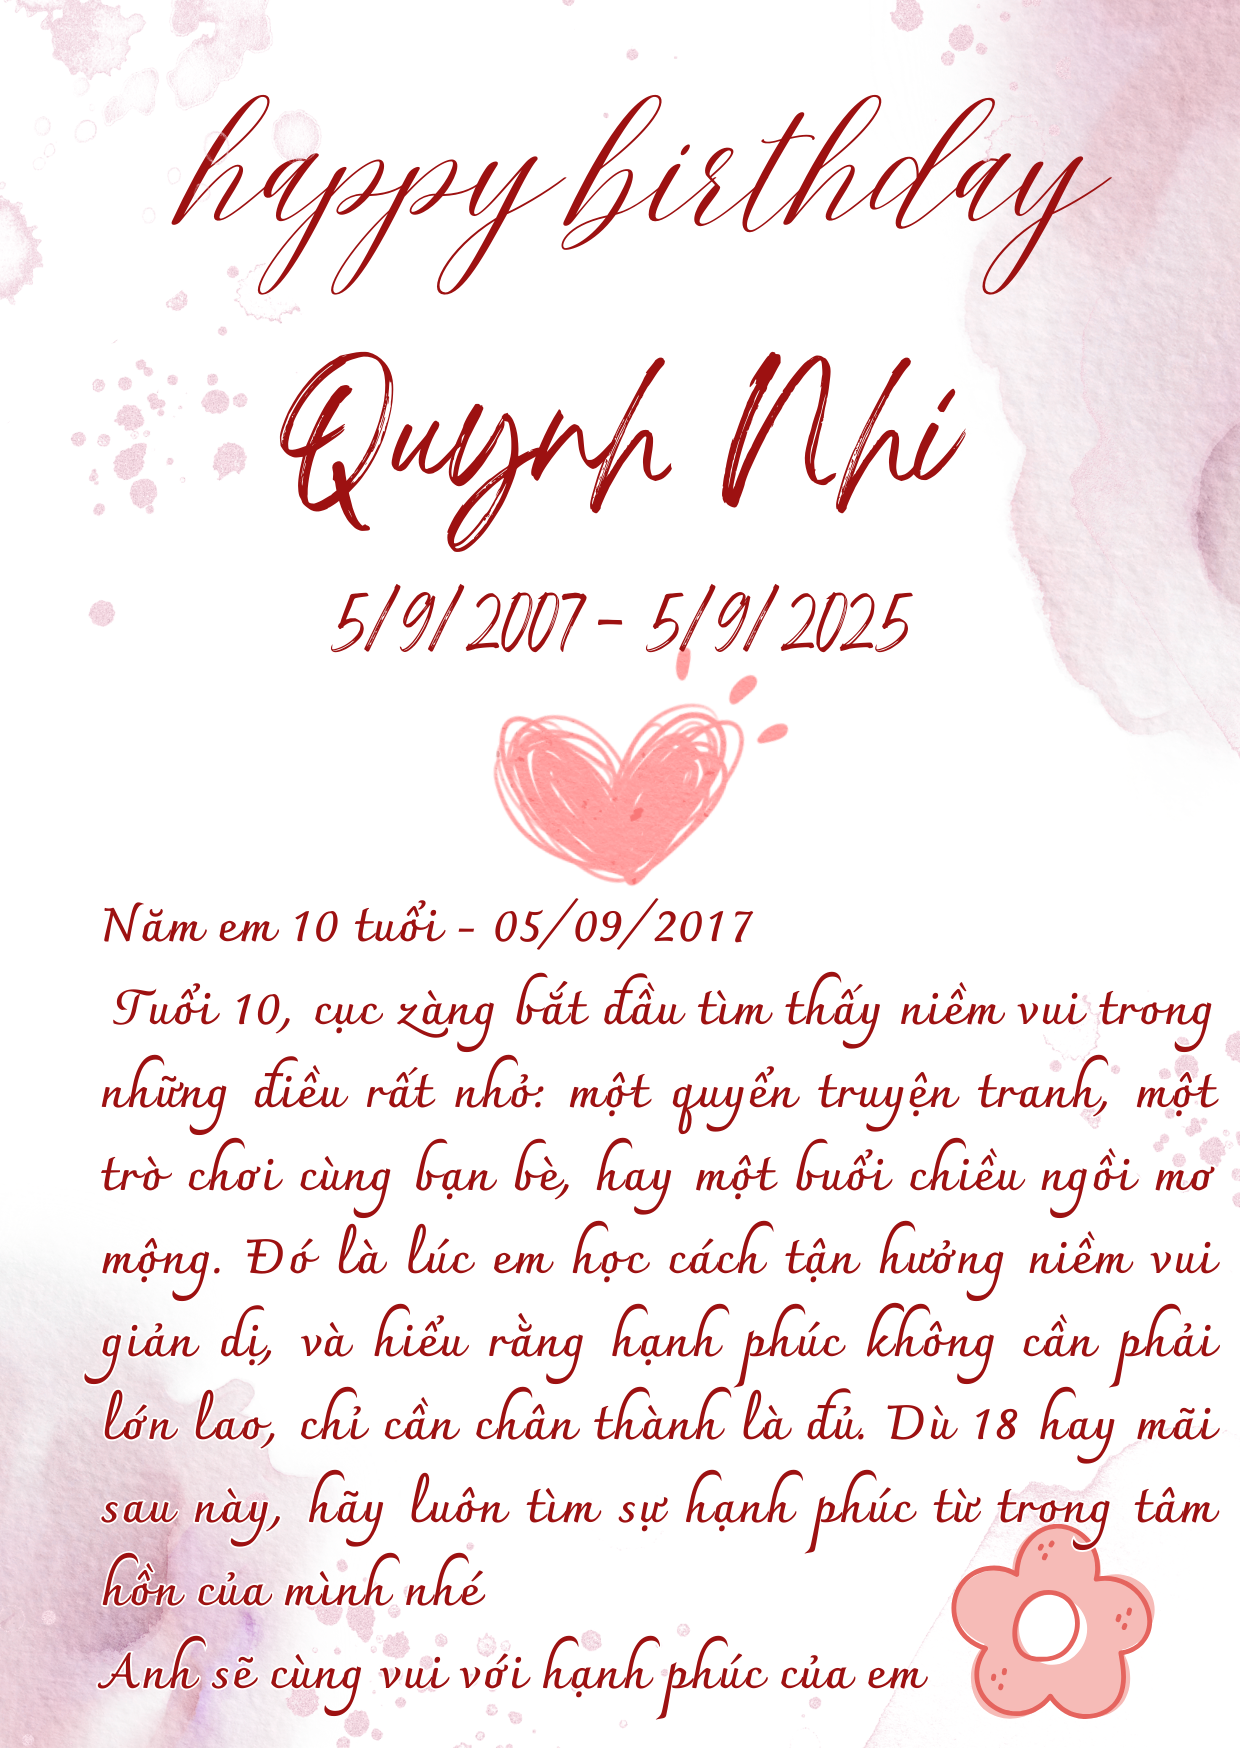 happy birthday
Quynh Nhi
5/9/2007 - 5/9/2025
Năm em 10 tuổi - 05/09/2017
Tuổi 10, cục zàng bắt đầu tìm thấy niềm vui trong
những điều rất nhỏ: một quyển truyện tranh, một
trò chơi cùng bạn bè, hay một buổi chiều ngồi mơ
mộng. Đó là lúc em học cách tận hưởng niềm vui
giản dị, và hiểu rằng hạnh phúc không cần phải
lớn lao, chỉ cần chân thành là đủ. Dù 18 hay mãi
sau này, hãy luôn tìm sự hạnh phúc từ trong tâm
hồn của mình nhé
Anh sẽ cùng vui với hạnh phúc của em